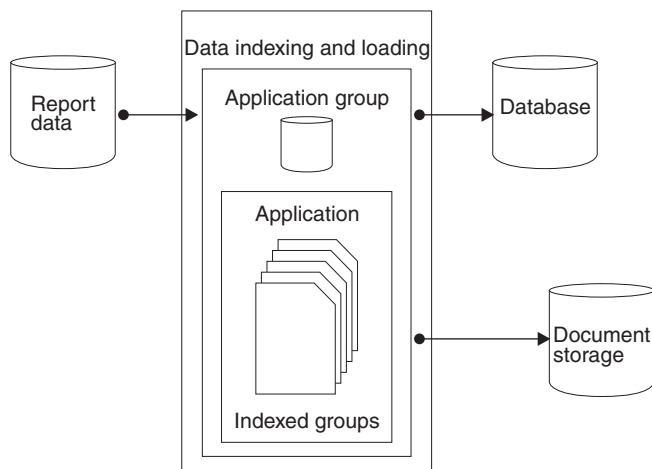 Data indexing and loading
Report
data
Application group
Database
Application
Document
storage
Indexed groups